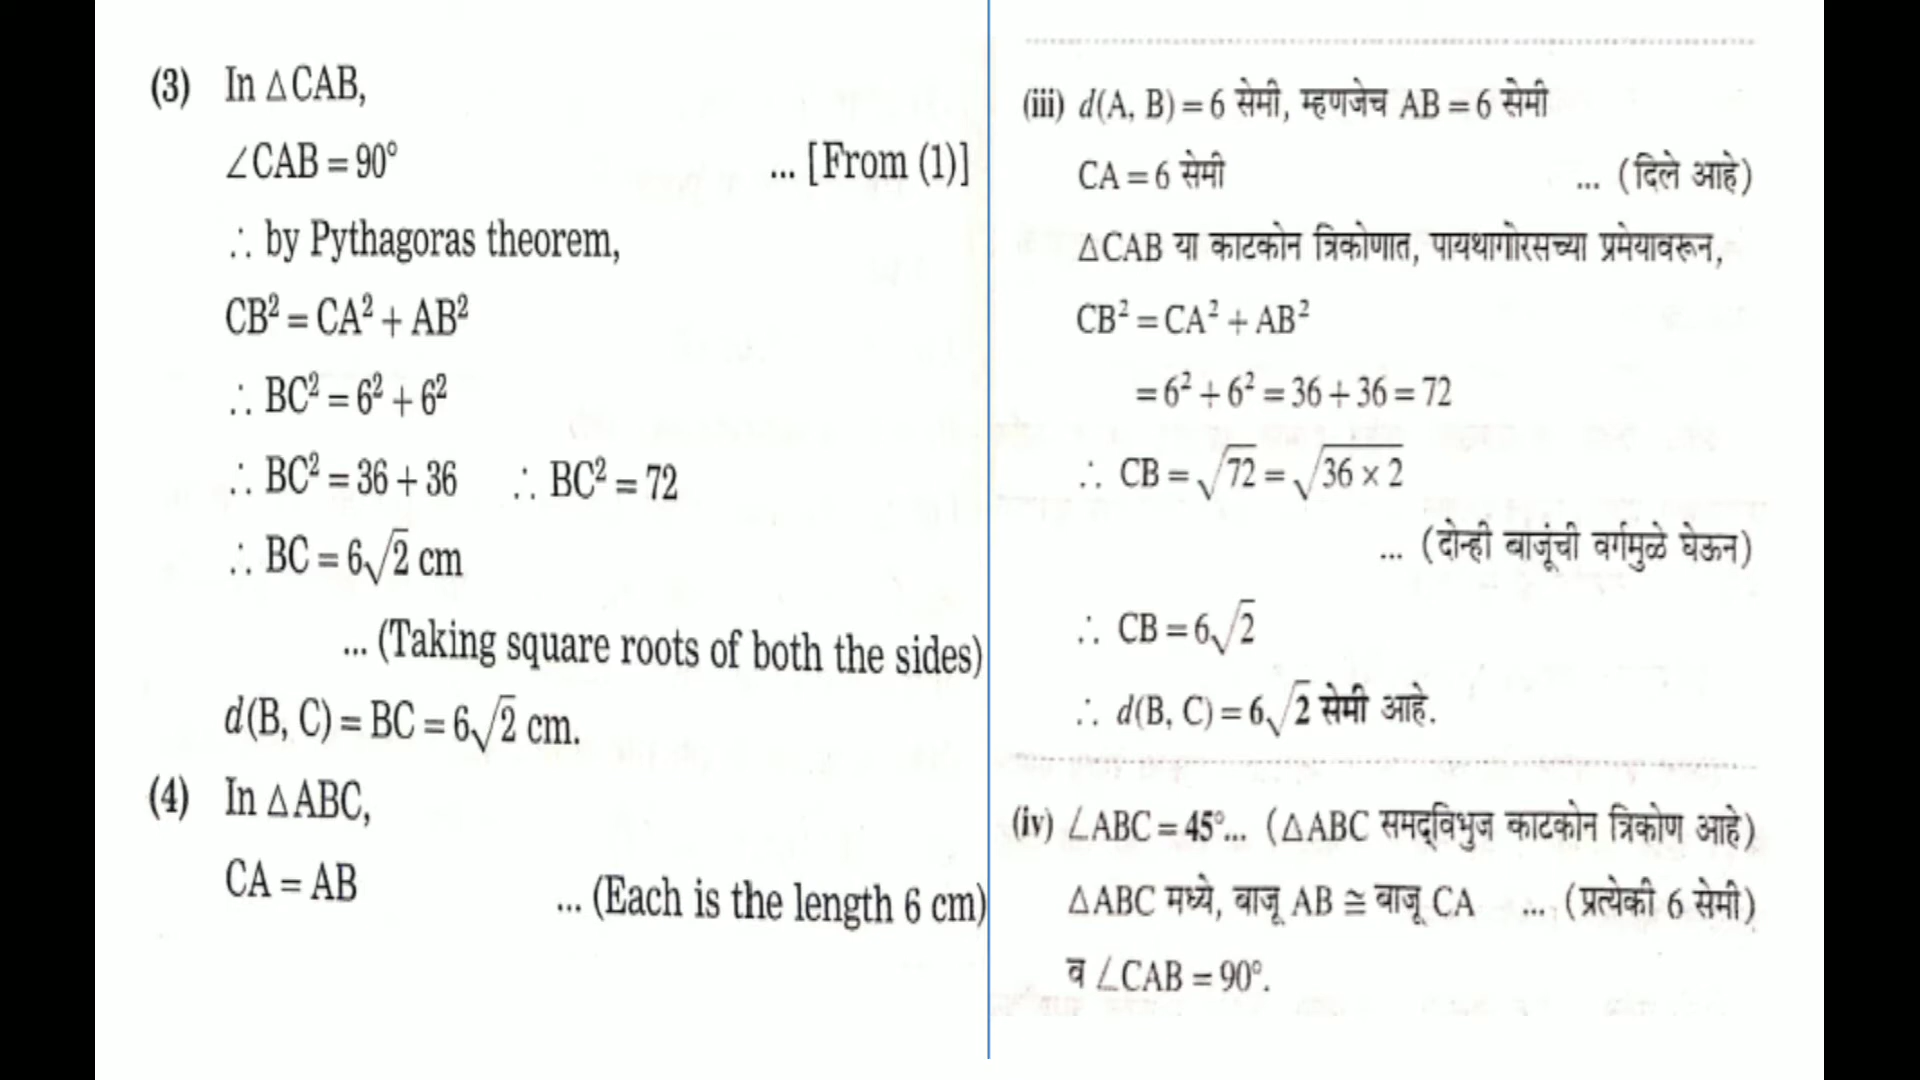 (3) In △CAB,
∠CAB = 90° ... [From (1)]
∴ by Pythagoras theorem,
CB² = CA² + AB²
∴ BC² = 6² + 6²
∴ BC² = 36 + 36 ∴ BC² = 72
∴ BC = 6√2 cm
... (Taking square roots of both the sides)
d(B, C) = BC = 6√2 cm.
(4) In △ABC,
CA = AB ... (Each is the length 6 cm)
(iii) d(A, B) = 6 सेमी, म्हणजेच AB = 6 सेमी
CA = 6 सेमी ... (दिले आहे)
△CAB या काटकोन त्रिकोणात, पायथागोरसच्या प्रमेयावरून,
CB² = CA² + AB²
= 6² + 6² = 36 + 36 = 72
∴ CB = √72 = √36 × 2
... (दोन्ही बाजूंची वर्गमुळे घेऊन)
∴ CB = 6√2
∴ d(B, C) = 6√2 सेमी आहे.
(iv) ∠ABC = 45°... (△ABC समद्‌विभुज काटकोन त्रिकोण आहे)
△ABC मध्ये, बाजू AB ≅ बाजू CA ... (प्रत्येकी 6 सेमी)
व ∠CAB = 90°.